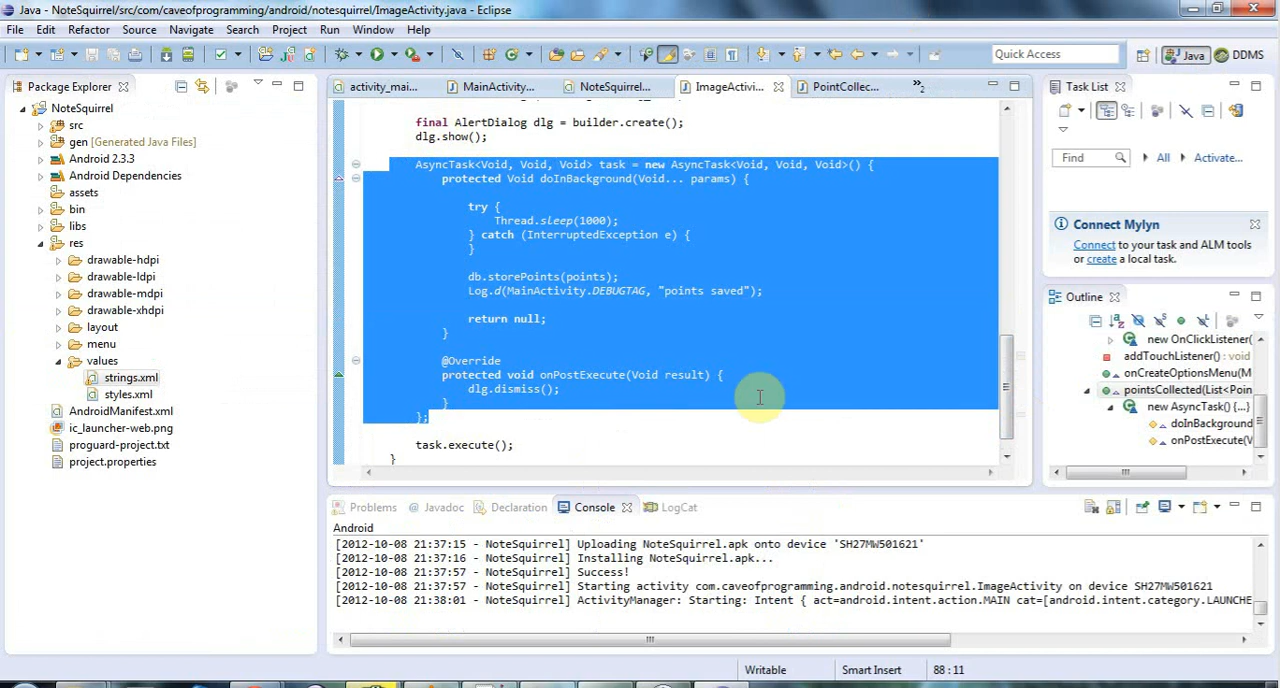 Java - NoteSquirrel/src/com/caveofprogramming/android/notesquirrel/ImageActivity.java - Eclipse
File Edit Refactor Source Navigate Search Project Run Window Help
Quick Access
Java
DDMS
Package Explorer
NoteSquirrel
src
gen [Generated Java Files]
Android 2.3.3
Android Dependencies
assets
bin
libs
res
drawable-hdpi
drawable-ldpi
drawable-mdpi
drawable-xhdpi
layout
menu
values
strings.xml
styles.xml
AndroidManifest.xml
ic_launcher-web.png
proguard-project.txt
project.properties
activity_mai...
MainActivity...
NoteSquirrel...
ImageActivi...
PointCollec...
»2
final AlertDialog dlg = builder.create();
dlg.show();
AsyncTask<Void, Void, Void> task = new AsyncTask<Void, Void, Void>() {
protected Void doInBackground(Void... params) {
try {
Thread.sleep(1000);
} catch (InterruptedException e) {
}
db.storePoints(points);
Log.d(MainActivity.DEBUGTAG, "points saved");
return null;
}
@Override
protected void onPostExecute(Void result) {
dlg.dismiss();
}
};
task.execute();
}
Task List
Find
All
Activate...
Connect Mylyn
Connect to your task and ALM tools
or create a local task.
Outline
new OnClickListener(
addTouchListener() : void
onCreateOptionsMenu(M
pointsCollected(List<Poin
new AsyncTask() {...}
doInBackground
onPostExecute(V
Problems
@ Javadoc
Declaration
Console
LogCat
Android
[2012-10-08 21:37:15 - NoteSquirrel] Uploading NoteSquirrel.apk onto device 'SH27MW501621'
[2012-10-08 21:37:16 - NoteSquirrel] Installing NoteSquirrel.apk...
[2012-10-08 21:37:57 - NoteSquirrel] Success!
[2012-10-08 21:37:57 - NoteSquirrel] Starting activity com.caveofprogramming.android.notesquirrel.ImageActivity on device SH27MW501621
[2012-10-08 21:38:01 - NoteSquirrel] ActivityManager: Starting: Intent { act=android.intent.action.MAIN cat=[android.intent.category.LAUNCHE
Writable
Smart Insert
88 : 11